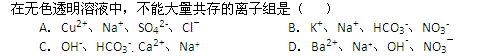 在无色透明溶液中，不能大量共存的离子组是（    ）
A. Cu²⁺、Na⁺、SO₄²⁻、Cl⁻    B. K⁺、Na⁺、HCO₃⁻、NO₃⁻
C. OH⁻、HCO₃⁻、Ca²⁺、Na⁺    D. Ba²⁺、Na⁺、OH⁻、NO₃⁻